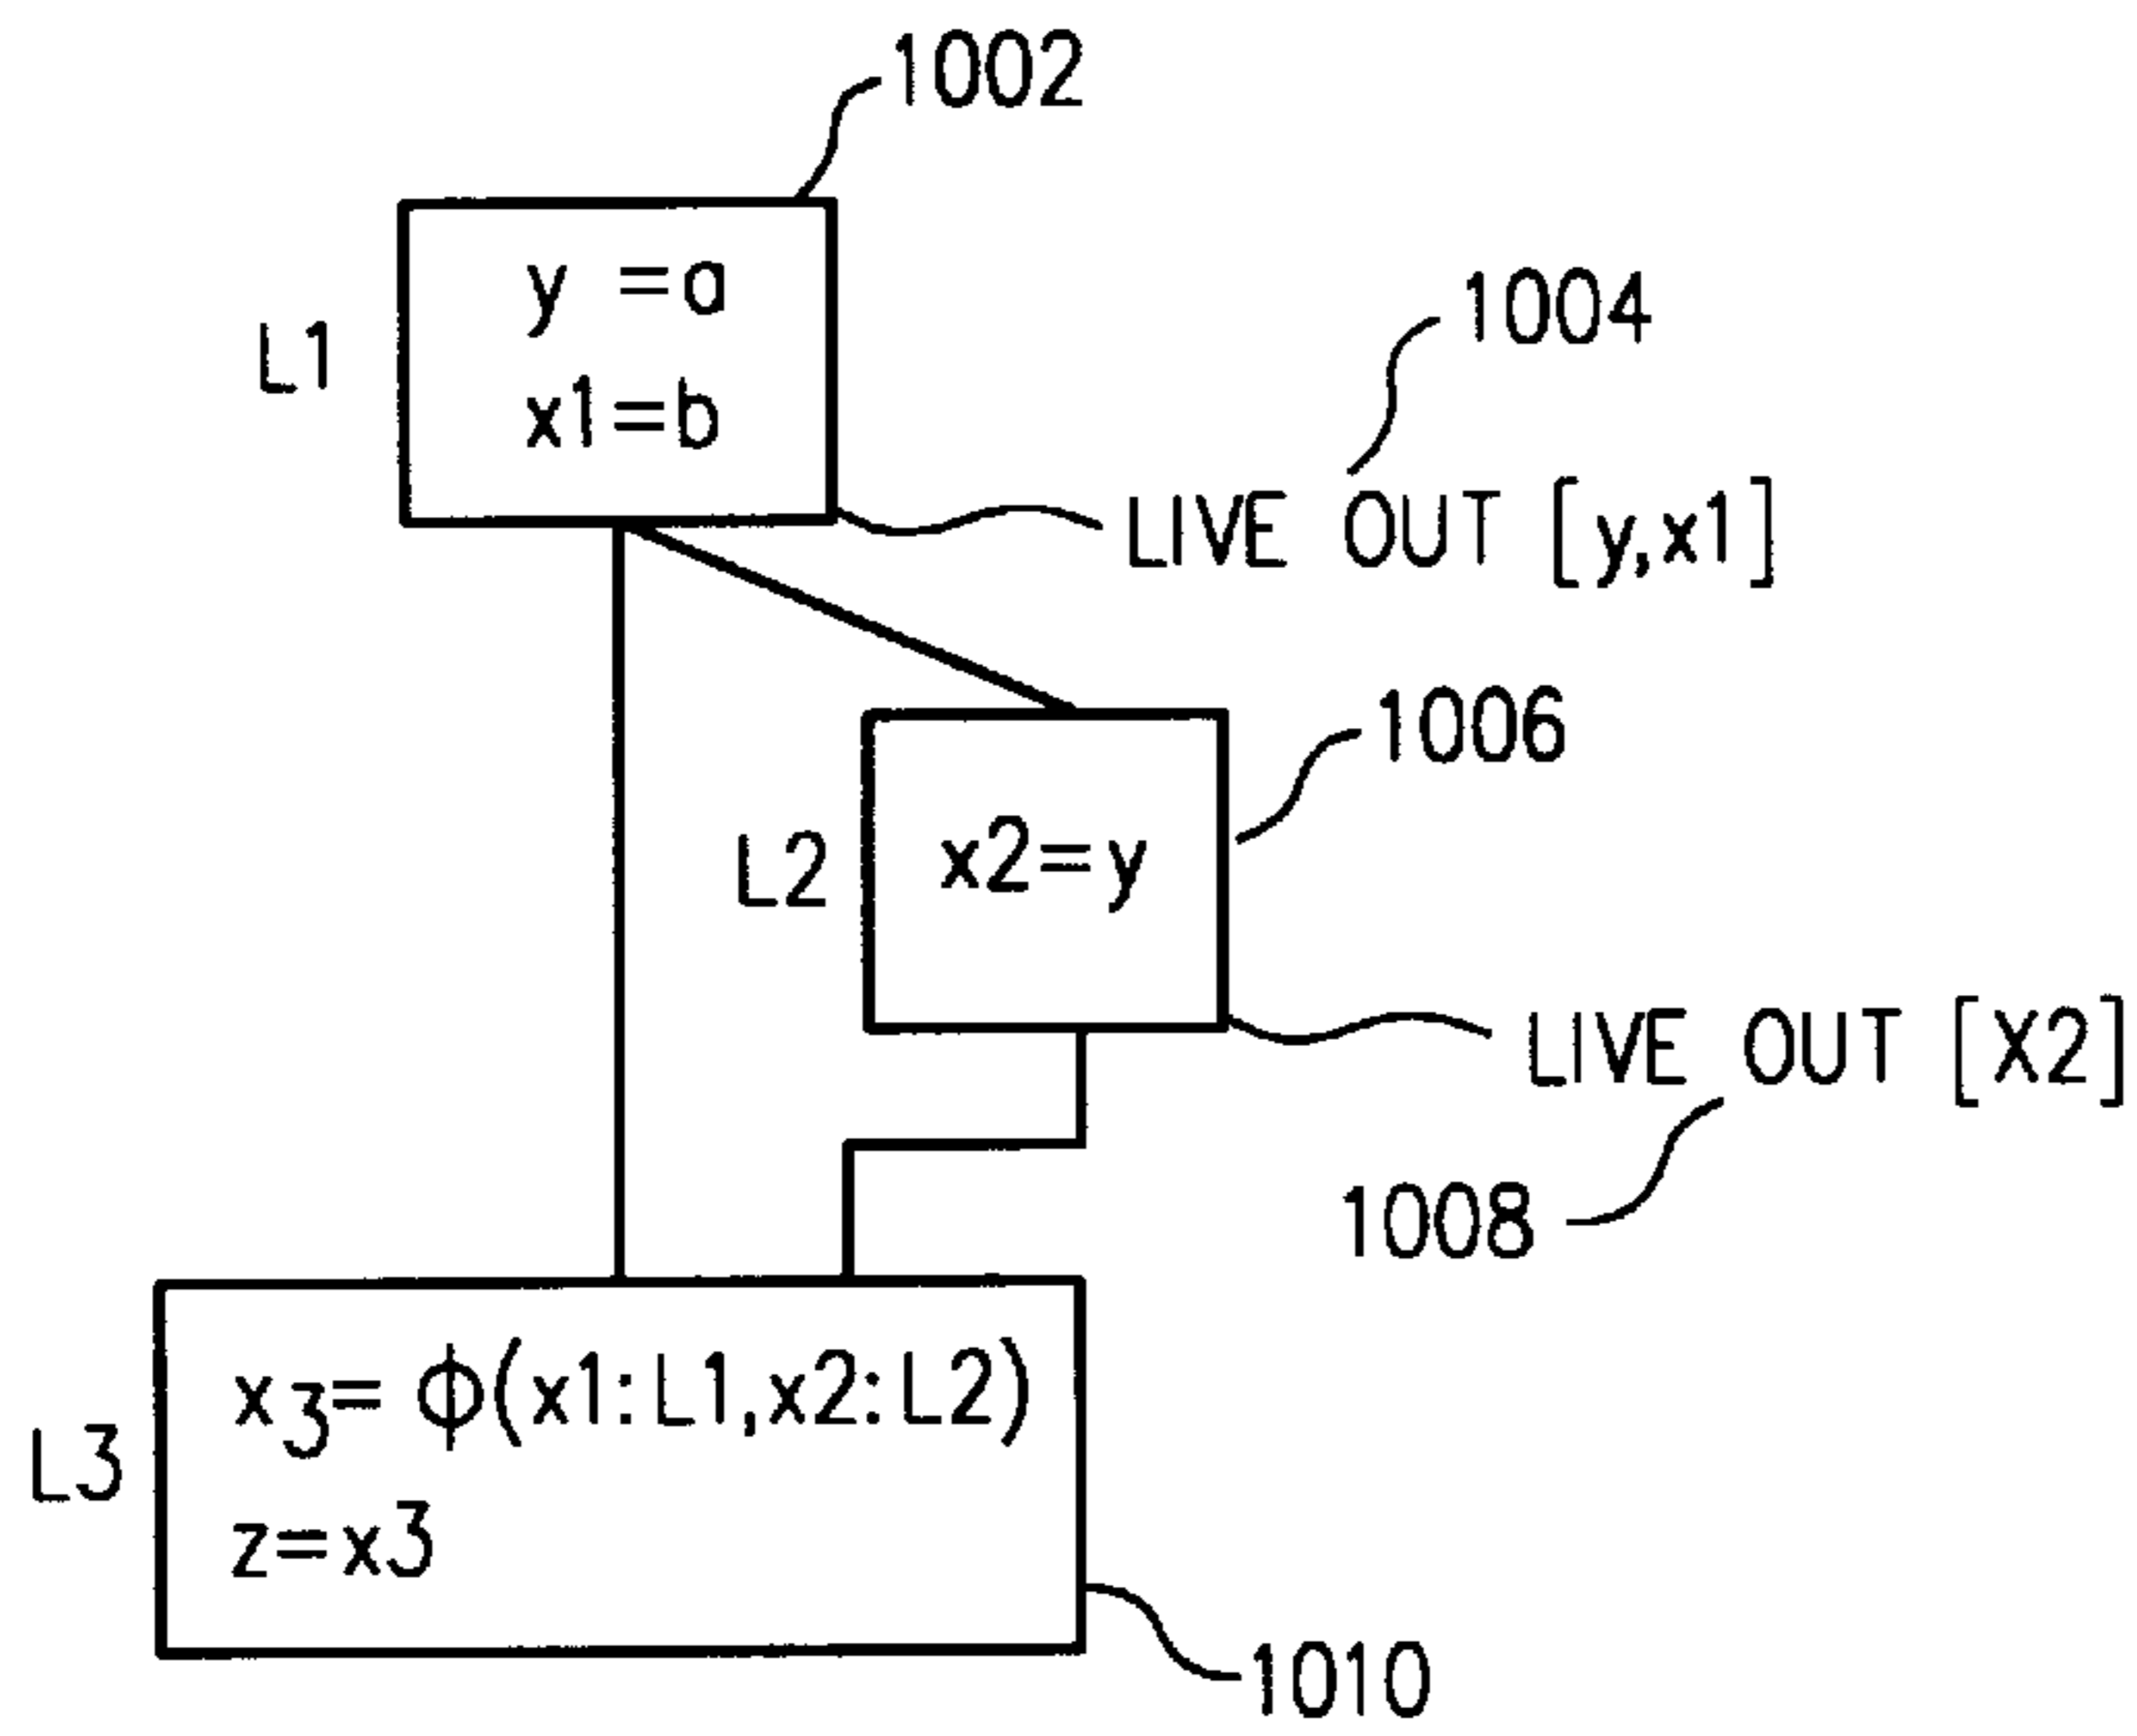 1002
y =a
L1
x1=b
1004
LIVE OUT [y,x1]
1006
L2
x2=y
LIVE OUT [X2]
1008
x3= ϕ(x1:L1,x2:L2)
L3
z=x3
1010